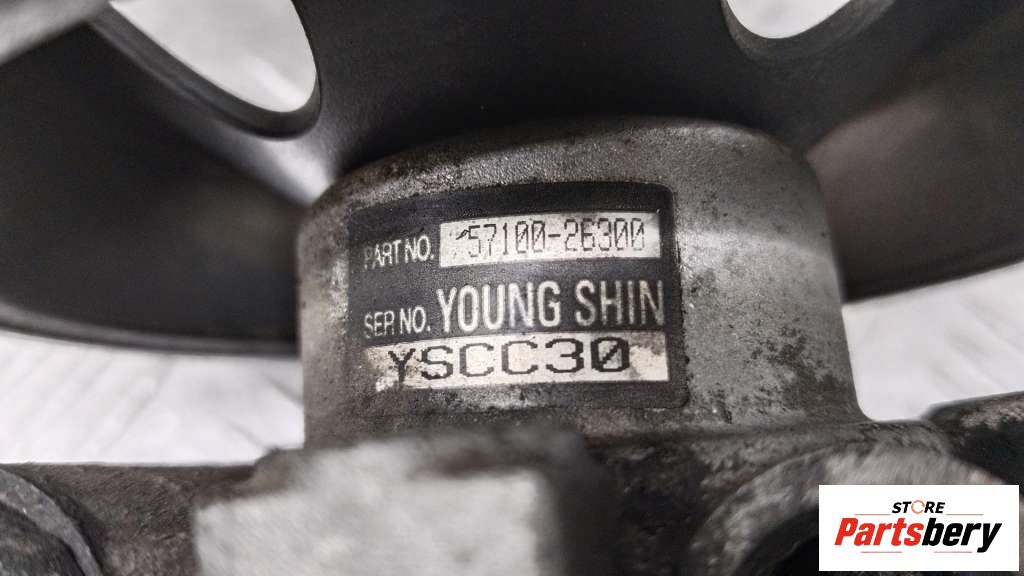 PART NO. 57100-26300
SER. NO. YOUNG SHIN
YSCC30
STORE
Partsbery